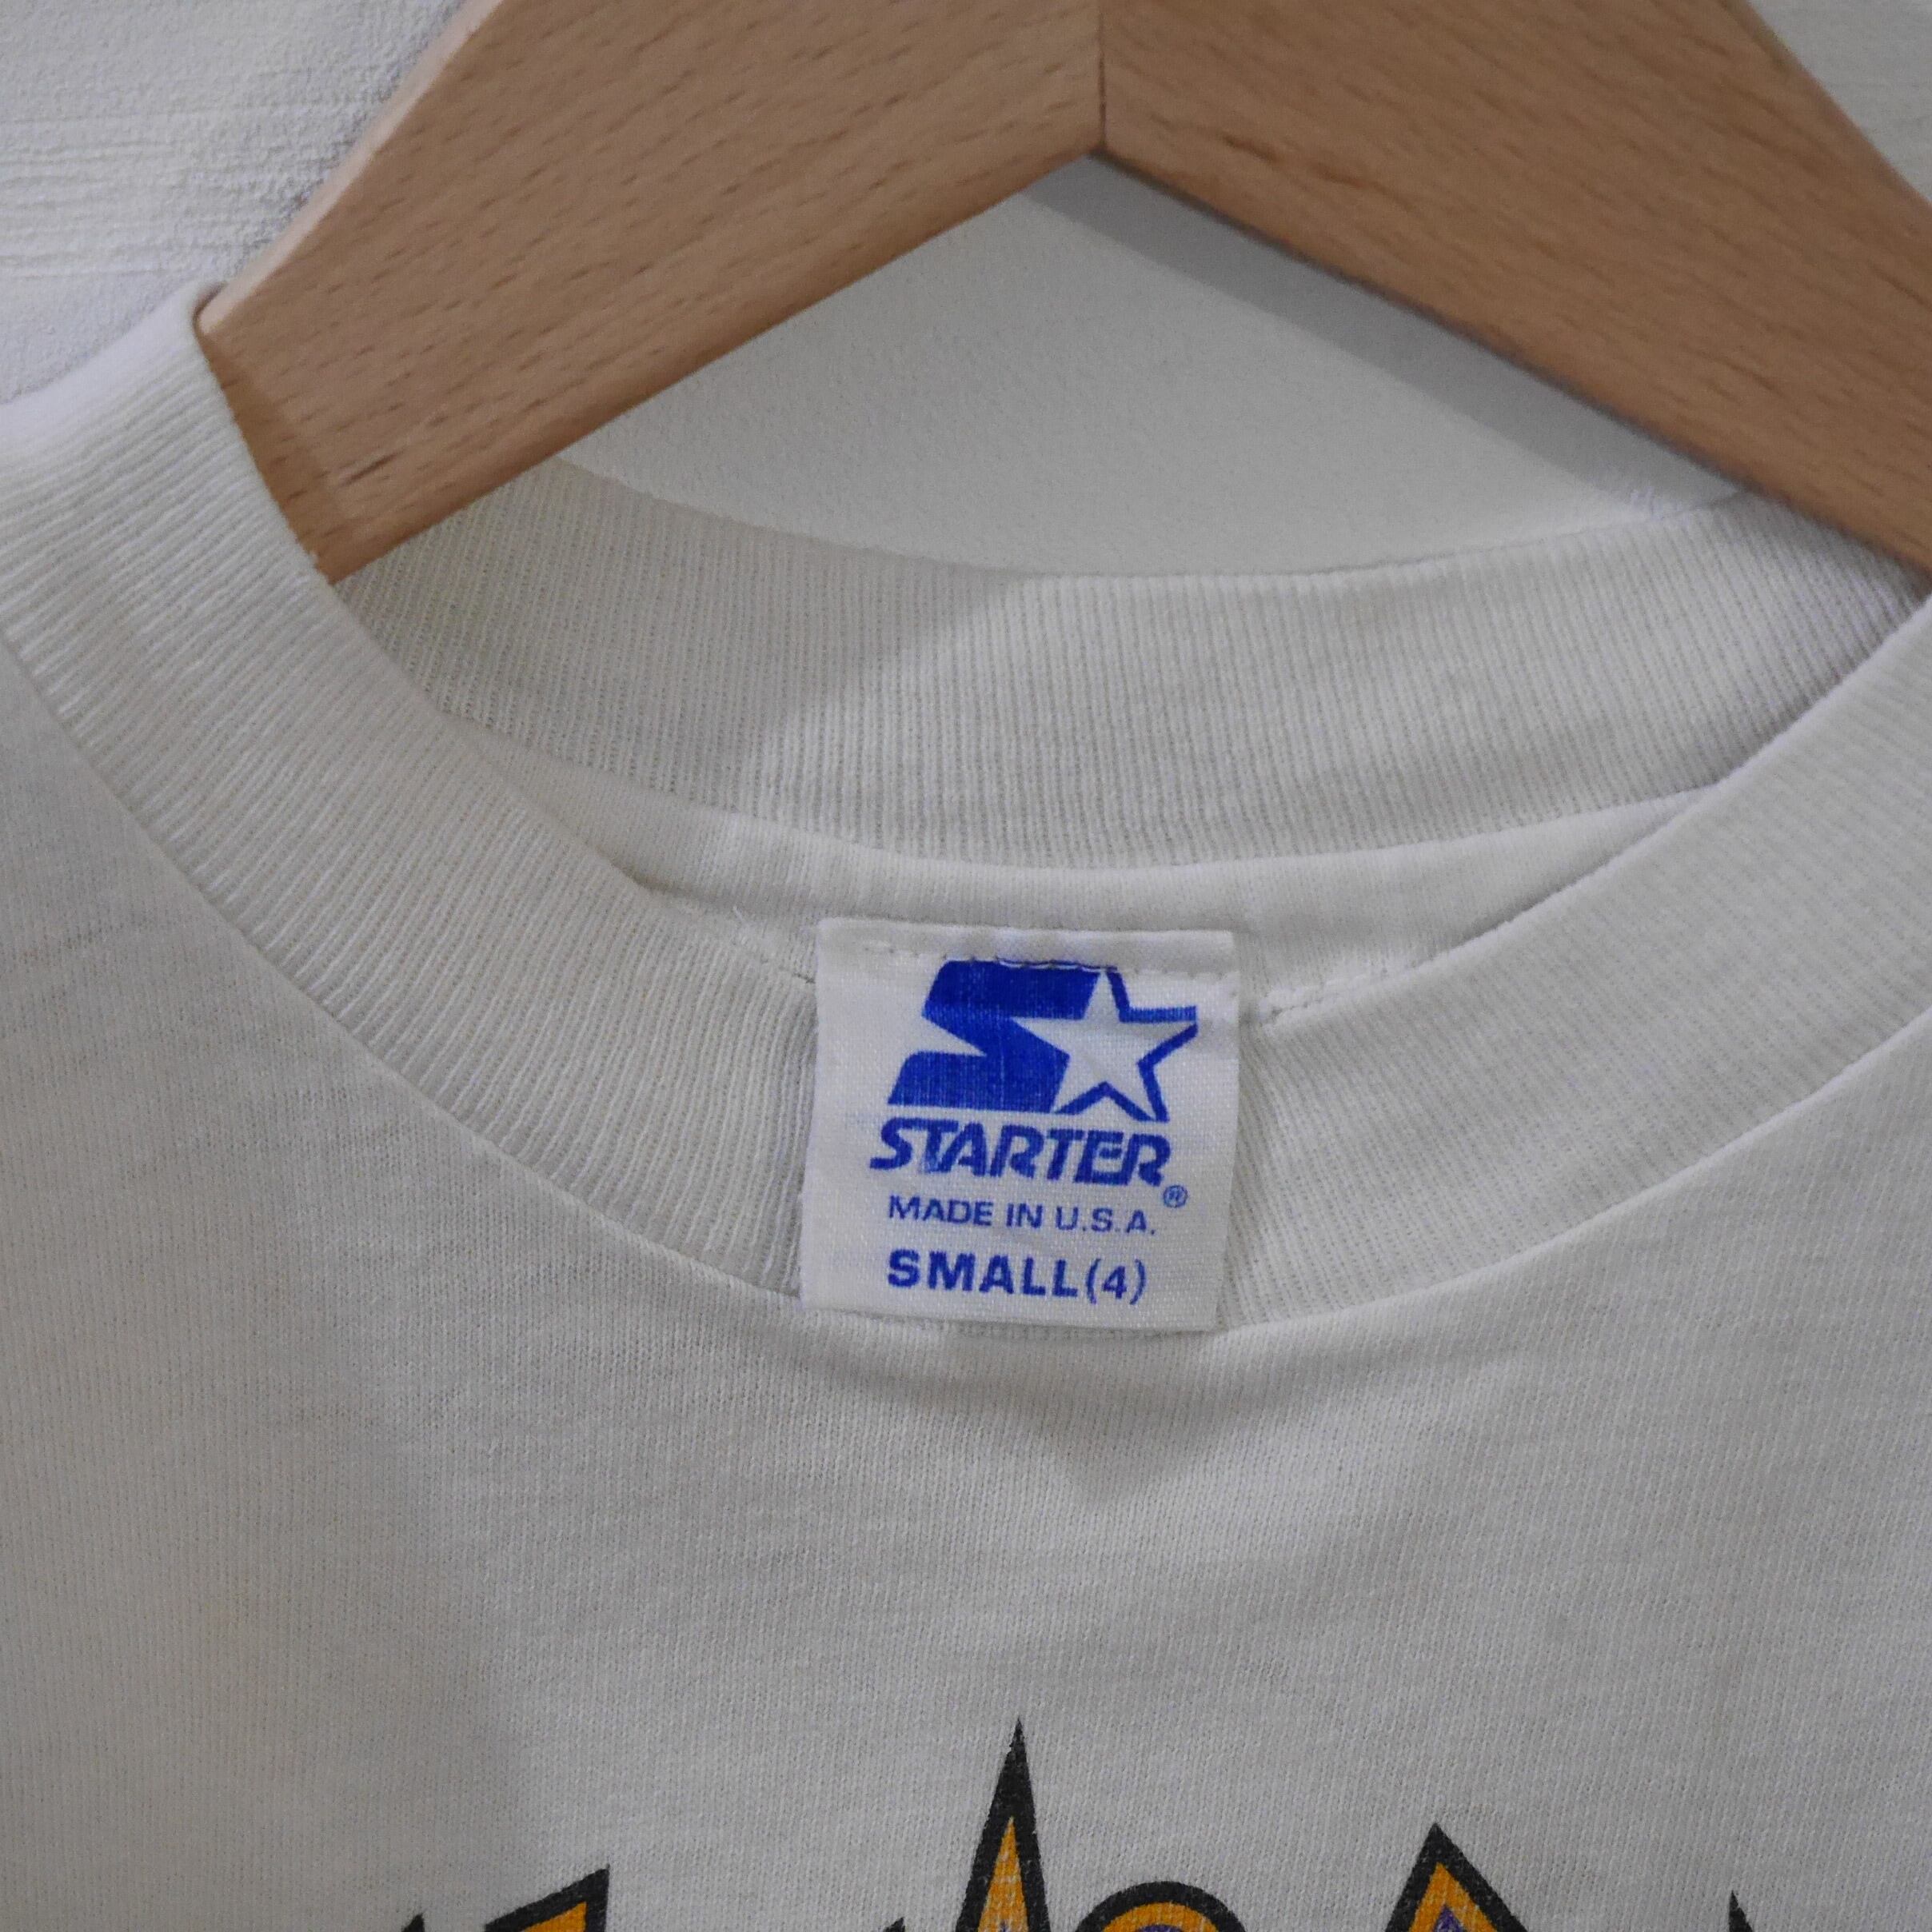 STARTER®
MADE IN U.S.A.
SMALL(4)